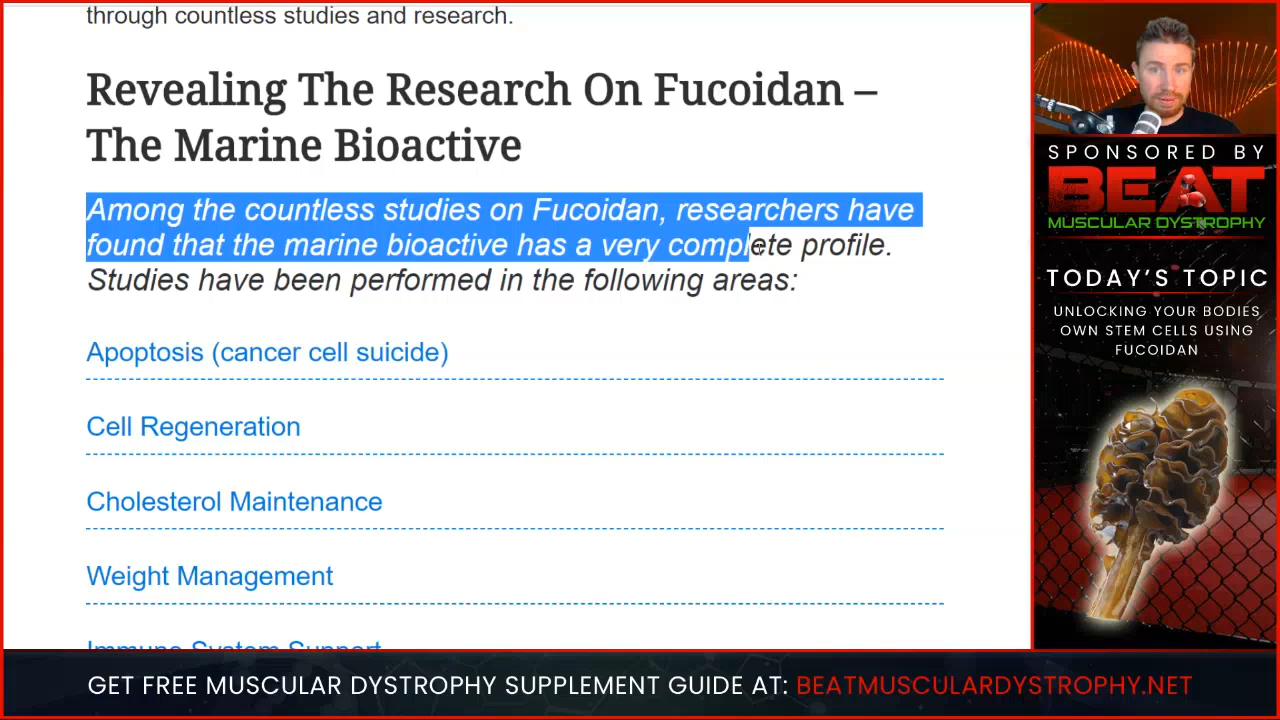 through countless studies and research.
Revealing The Research On Fucoidan –
The Marine Bioactive
Among the countless studies on Fucoidan, researchers have
found that the marine bioactive has a very complete profile.
Studies have been performed in the following areas:
Apoptosis (cancer cell suicide)
Cell Regeneration
Cholesterol Maintenance
Weight Management
Immune System Support
SPONSORED BY
BEAT
MUSCULAR DYSTROPHY
TODAY'S TOPIC
UNLOCKING YOUR BODIES
OWN STEM CELLS USING
FUCOIDAN
GET FREE MUSCULAR DYSTROPHY SUPPLEMENT GUIDE AT: BEATMUSCULARDYSTROPHY.NET